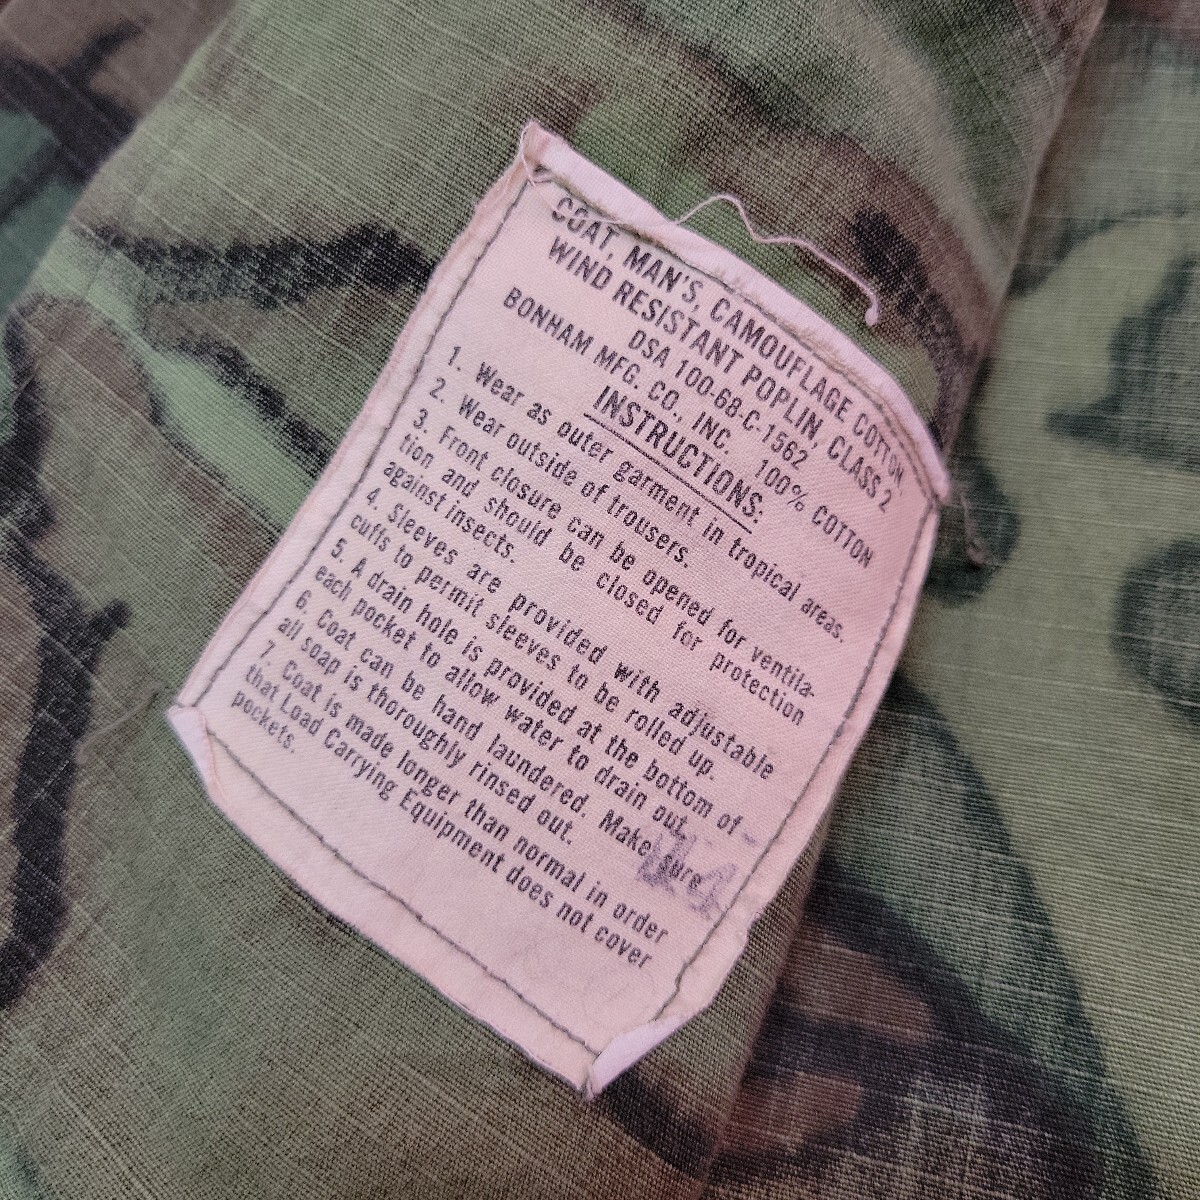 COAT, MAN'S, CAMOUFLAGE COTTON,
WIND RESISTANT POPLIN, CLASS 2
DSA 100-68-C-1562
BONHAM MFG. CO., INC. 100% COTTON
INSTRUCTIONS:
1. Wear as outer garment in tropical areas.
2. Wear outside of trousers.
3. Front closure can be opened for ventila-
tion and should be closed for protection
against insects.
4. Sleeves are provided with adjustable
cuffs to permit sleeves to be rolled up.
5. A drain hole is provided at the bottom of
each pocket to allow water to drain out.
6. Coat can be hand laundered. Make sure
all soap is thoroughly rinsed out.
7. Coat is made longer than normal in order
that Load Carrying Equipment does not cover
pockets.